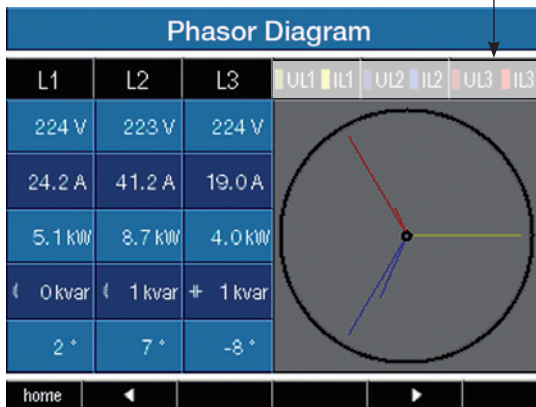 Phasor Diagram
L1 L2 L3 UL1 IL1 UL2 IL2 UL3 IL3
224 V 223 V 224 V
24.2 A 41.2 A 19.0 A
5.1 kW 8.7 kW 4.0 kW
0 kvar 1 kvar 1 kvar
2 ° 7 ° -8 °
home